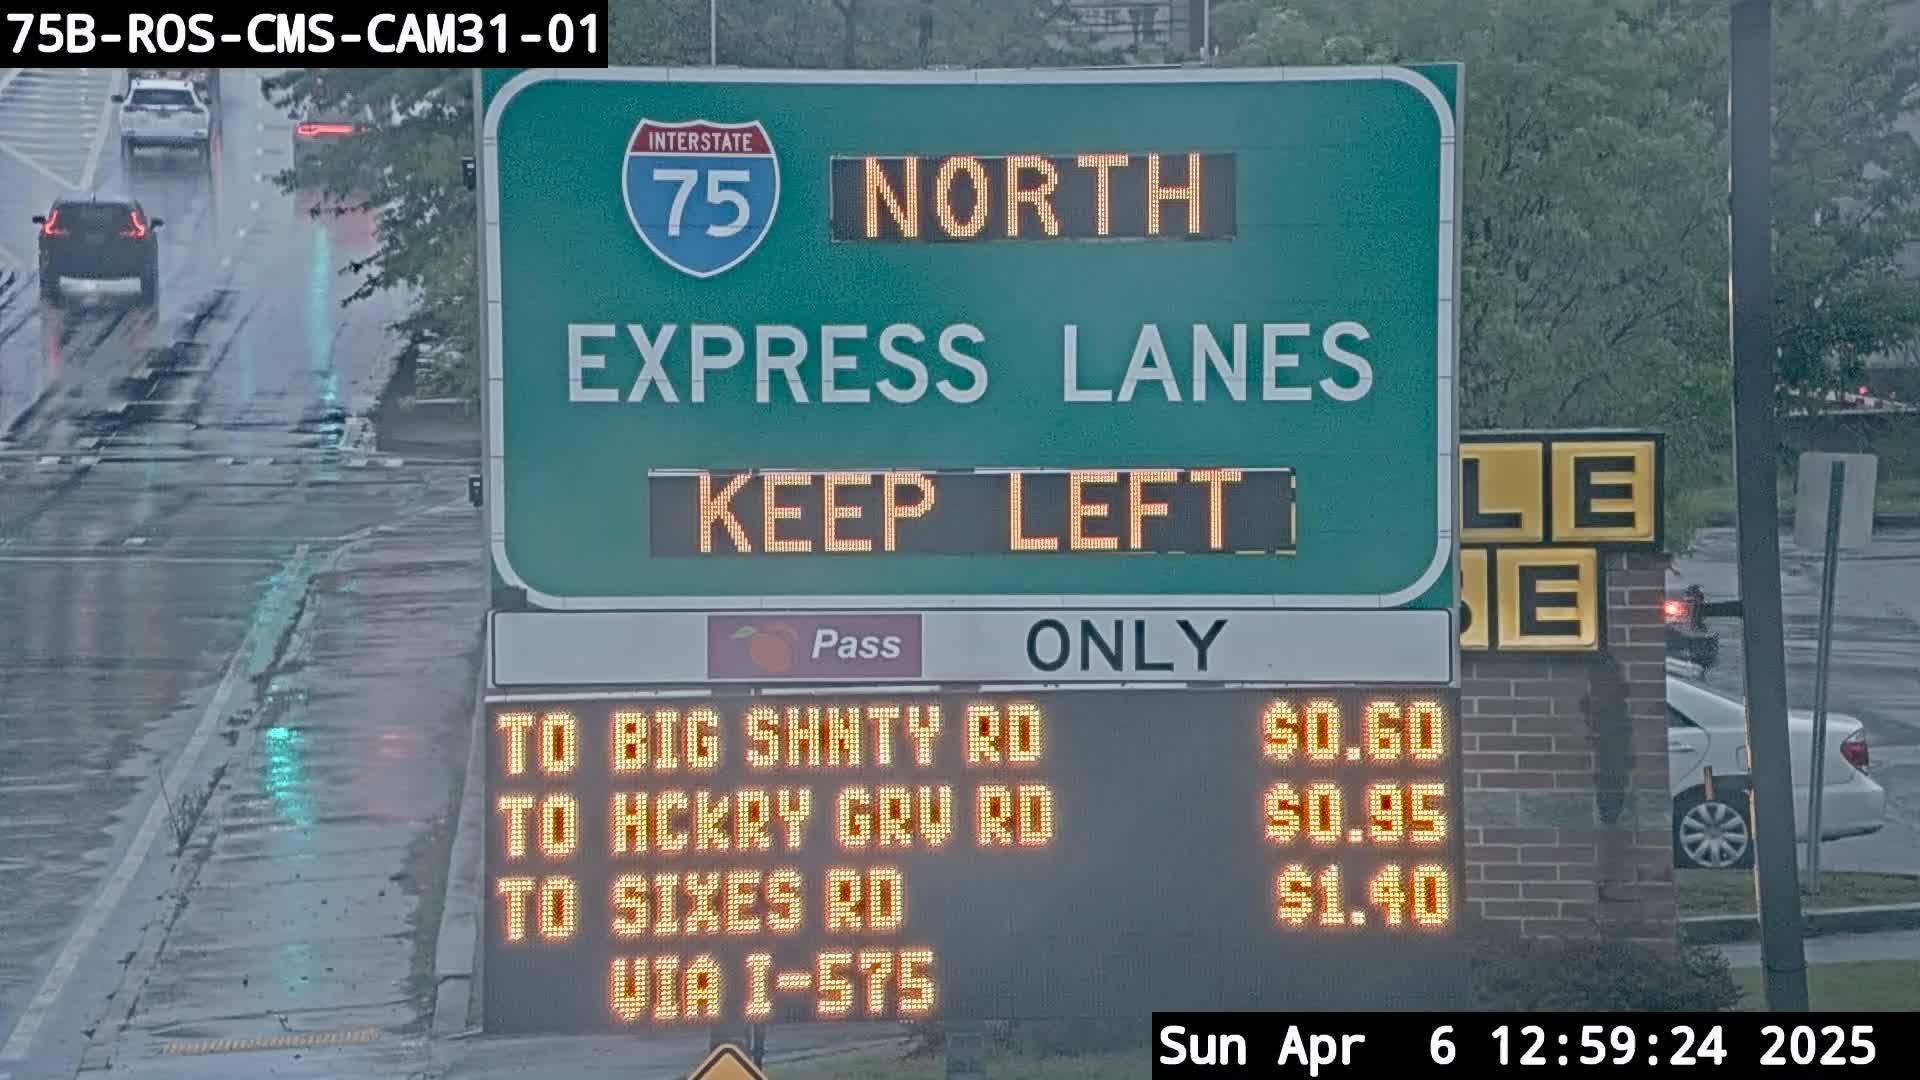 75B-ROS-CMS-CAM31-01
INTERSTATE
75
NORTH
EXPRESS LANES
KEEP LEFT
Pass ONLY
TO BIG SHNTY RD $0.60
TO HCKRY GRV RD $0.95
TO SIXES RD $1.40
VIA I-575
LE
E
Sun Apr 6 12:59:24 2025